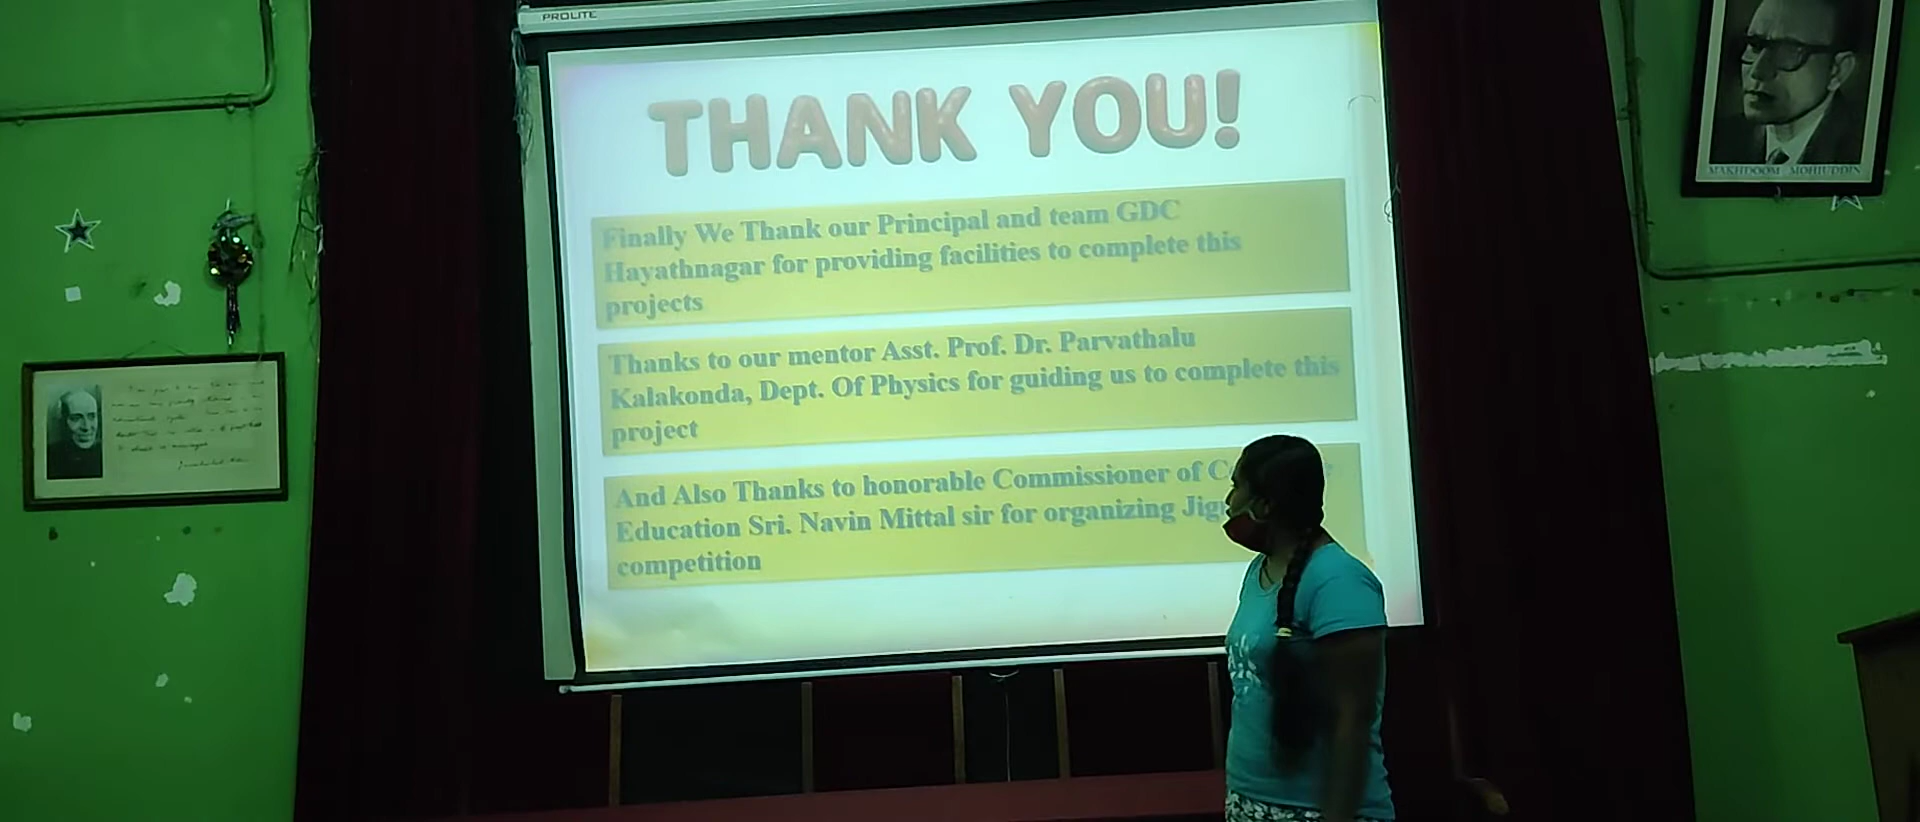 PROLITE
THANK YOU!
Finally We Thank our Principal and team GDC
Hayathnagar for providing facilities to complete this
projects
Thanks to our mentor Asst. Prof. Dr. Parvathalu
Kalakonda, Dept. Of Physics for guiding us to complete this
project
And Also Thanks to honorable Commissioner of
Education Sri. Navin Mittal sir for organizing
competition
MAKHDOOM MOHIUDDIN